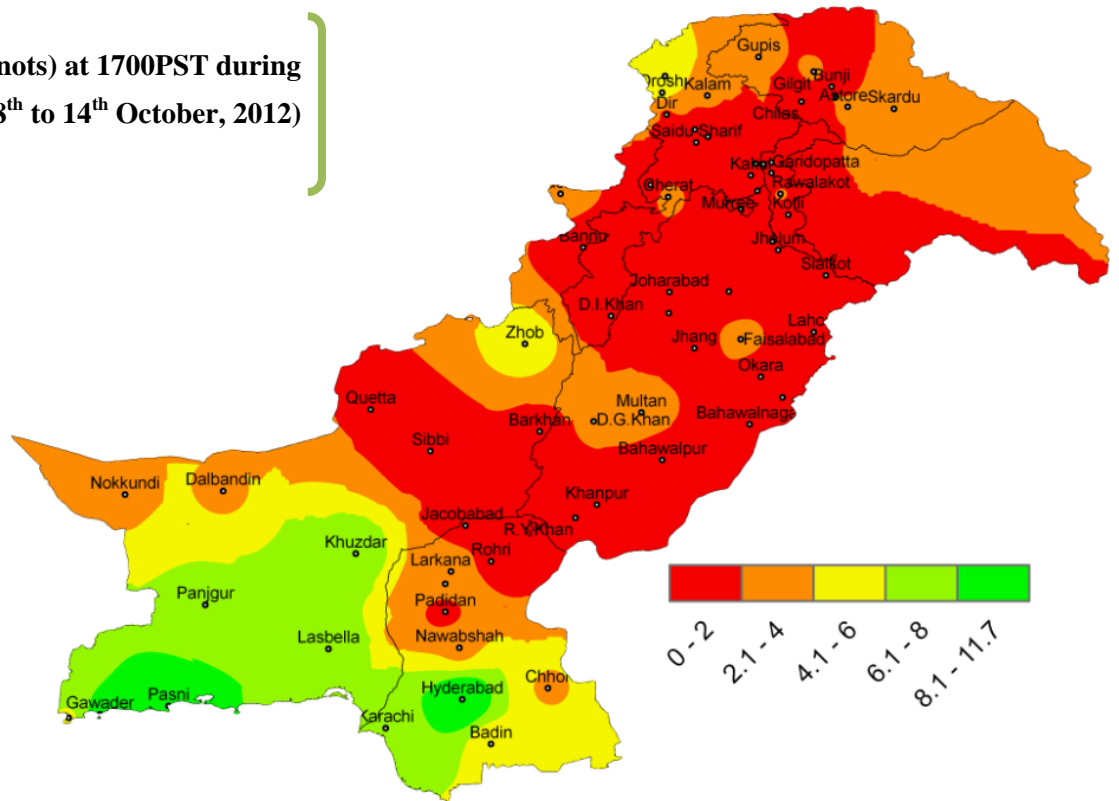 nots) at 1700PST during
8th to 14th October, 2012)
Gupis
Drosh
Kalam
Gilgit
Bunji
Dir
Astore
Skardu
Chilas
Saidu Sharif
Garidopatta
Cherat
Rawalakot
Murree
Kotli
Bannu
Jhelum
Sialkot
Joharabad
D.I.Khan
Zhob
Laho
Jhang
Faisalabad
Okara
Quetta
Multan
Barkhan
D.G.Khan
Bahawalnaga
Sibbi
Bahawalpur
Nokkundi
Dalbandin
Khanpur
Jacobabad
R.Y.Khan
Khuzdar
Rohri
Larkana
Panjgur
Padidan
Lasbella
Nawabshah
Chhor
Hyderabad
Pasni
Gawader
Karachi
Badin
0 - 2
2.1 - 4
4.1 - 6
6.1 - 8
8.1 - 11.7